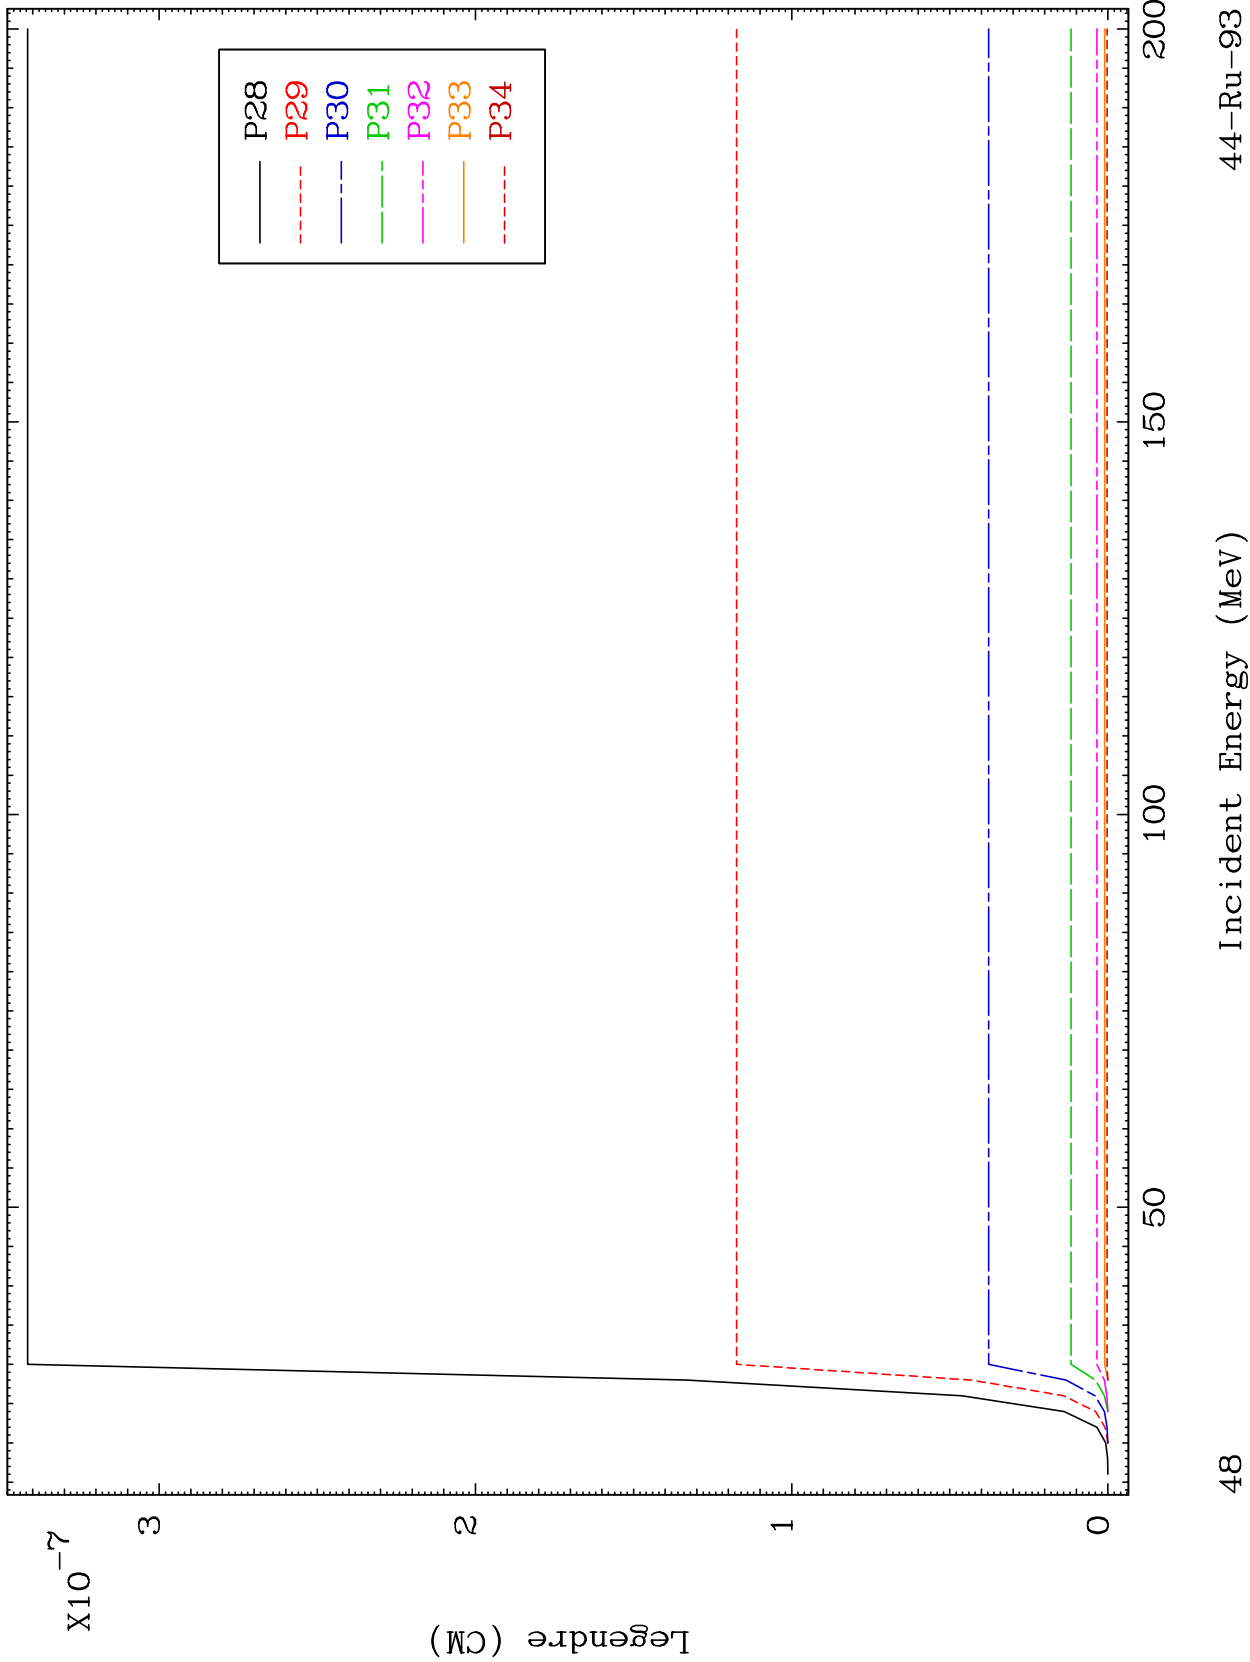 X10-7
3
2
1
0
Legendre (CM)
P28
P29
P30
P31
P32
P33
P34
50
100
150
200
Incident Energy (MeV)
48
44-Ru-93